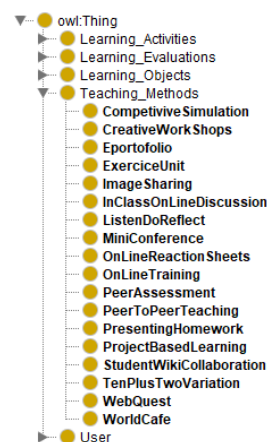 owl:Thing
Learning_Activities
Learning_Evaluations
Learning_Objects
Teaching_Methods
CompetiviveSimulation
CreativeWorkShops
Eportofolio
ExerciceUnit
ImageSharing
InClassOnLineDiscussion
ListenDoReflect
MiniConference
OnLineReactionSheets
OnLineTraining
PeerAssessment
PeerToPeerTeaching
PresentingHomework
ProjectBasedLearning
StudentWikiCollaboration
TenPlusTwoVariation
WebQuest
WorldCafe
User